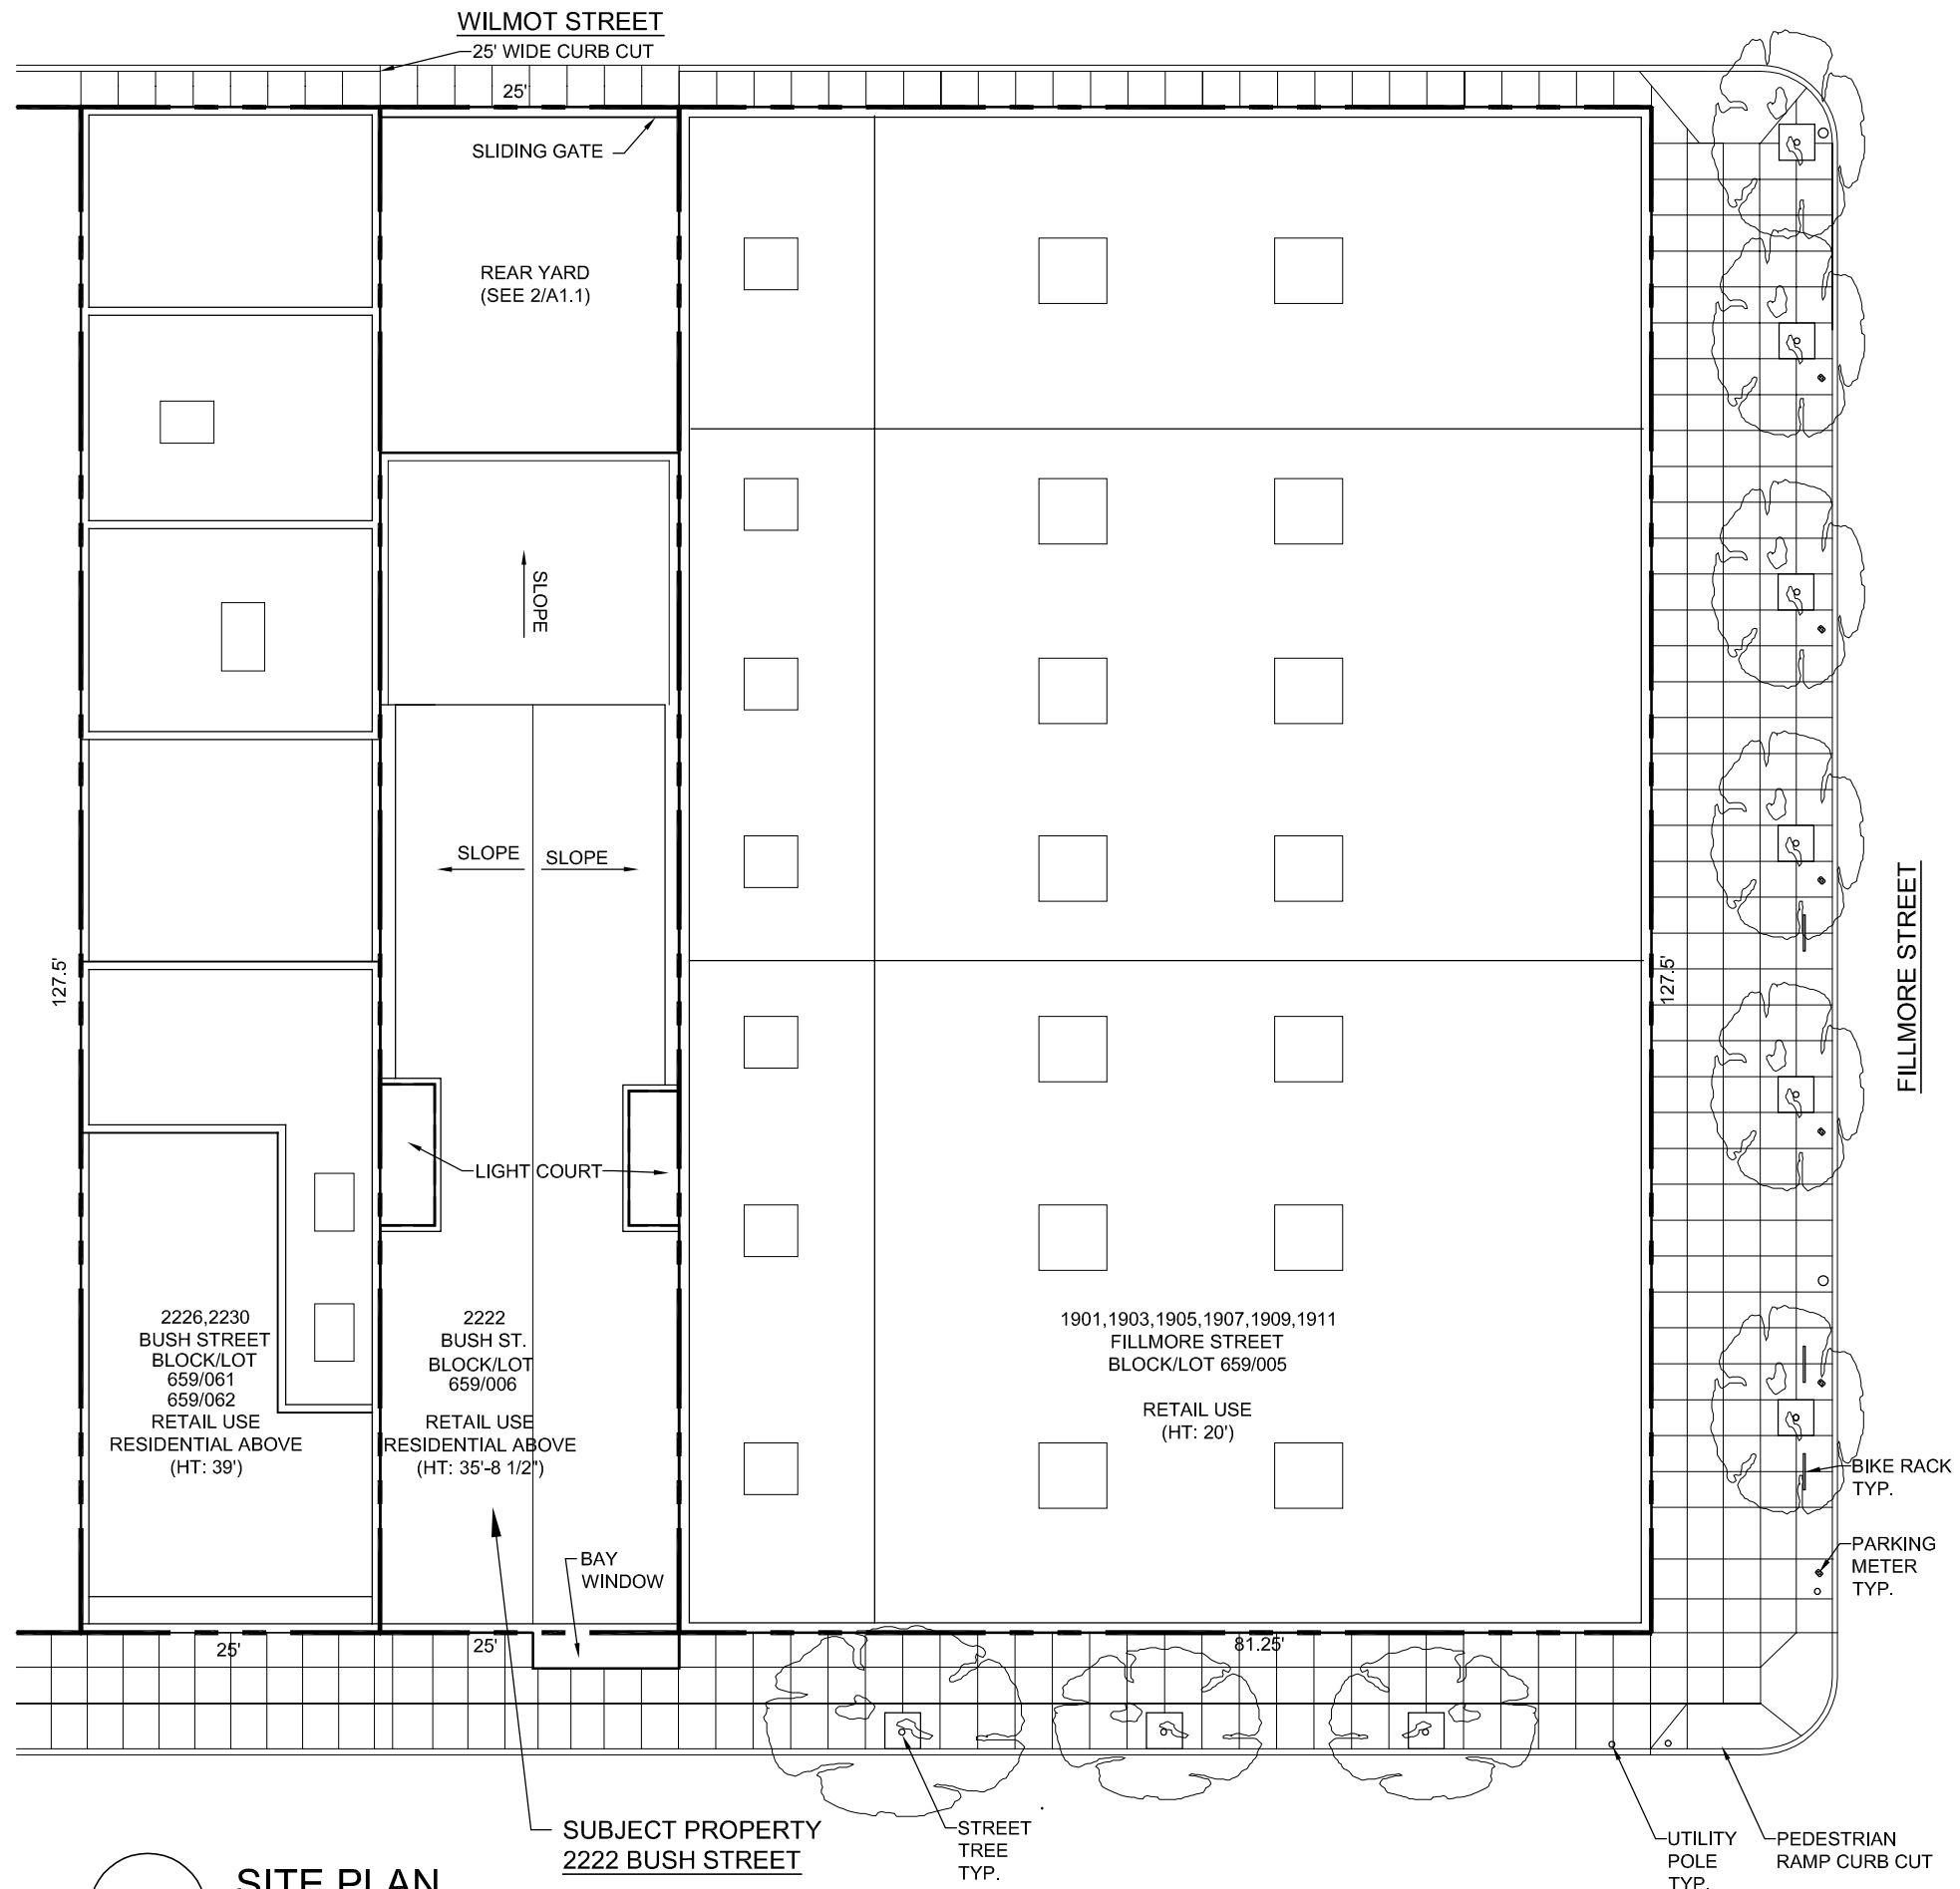 WILMOT STREET
25' WIDE CURB CUT
25'
SLIDING GATE
REAR YARD
(SEE 2/A1.1)
SLOPE
SLOPE
SLOPE
127.5'
127.5'
FILLMORE STREET
LIGHT COURT
2226,2230
BUSH STREET
BLOCK/LOT
659/061
659/062
RETAIL USE
RESIDENTIAL ABOVE
(HT: 39')
2222
BUSH ST.
BLOCK/LOT
659/006
RETAIL USE
RESIDENTIAL ABOVE
(HT: 35'-8 1/2")
1901,1903,1905,1907,1909,1911
FILLMORE STREET
BLOCK/LOT 659/005
RETAIL USE
(HT: 20')
BIKE RACK
TYP.
PARKING
METER
TYP.
BAY
WINDOW
25'
25'
81.25'
SUBJECT PROPERTY
2222 BUSH STREET
STREET
TREE
TYP.
UTILITY
POLE
TYP.
PEDESTRIAN
RAMP CURB CUT
SITE PLAN